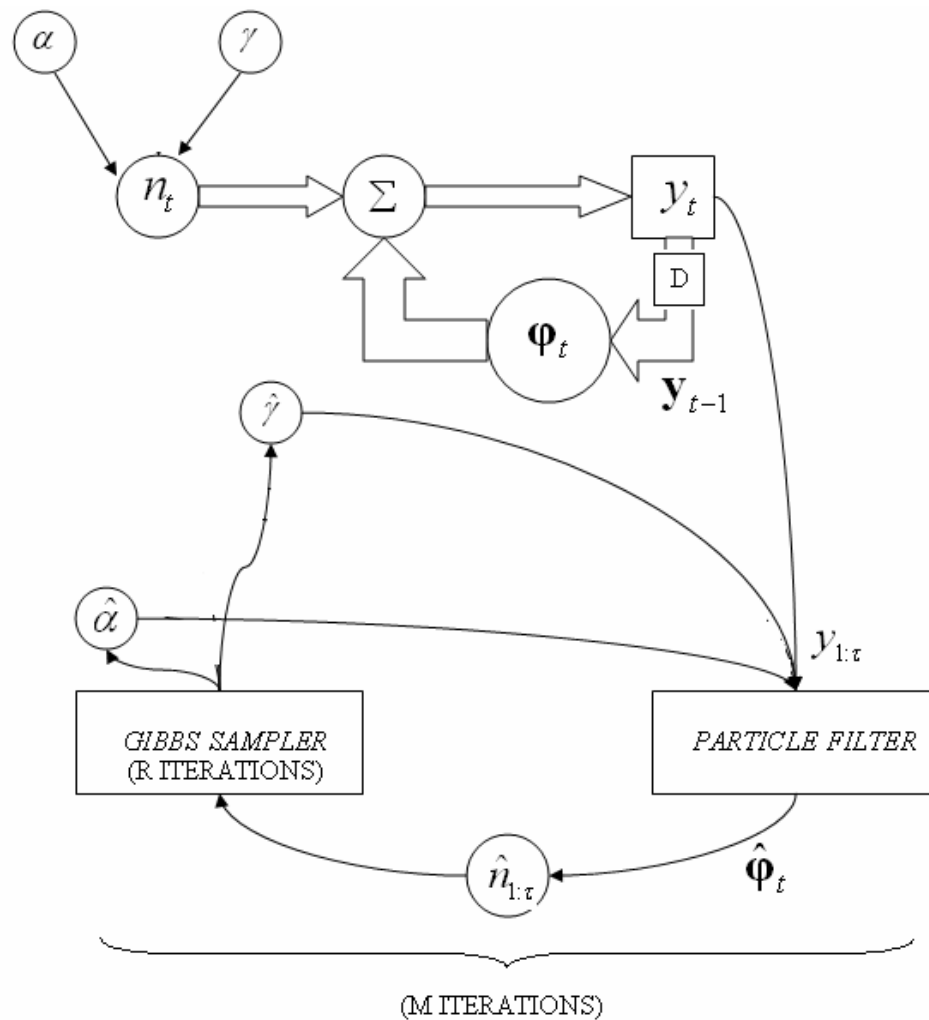 α
γ
n_t
Σ
y_t
D
φ_t
y_{t−1}
γ̂
α̂
y_{1:τ}
GIBBS SAMPLER
(R ITERATIONS)
PARTICLE FILTER
n̂_{1:τ}
φ̂_t
(M ITERATIONS)